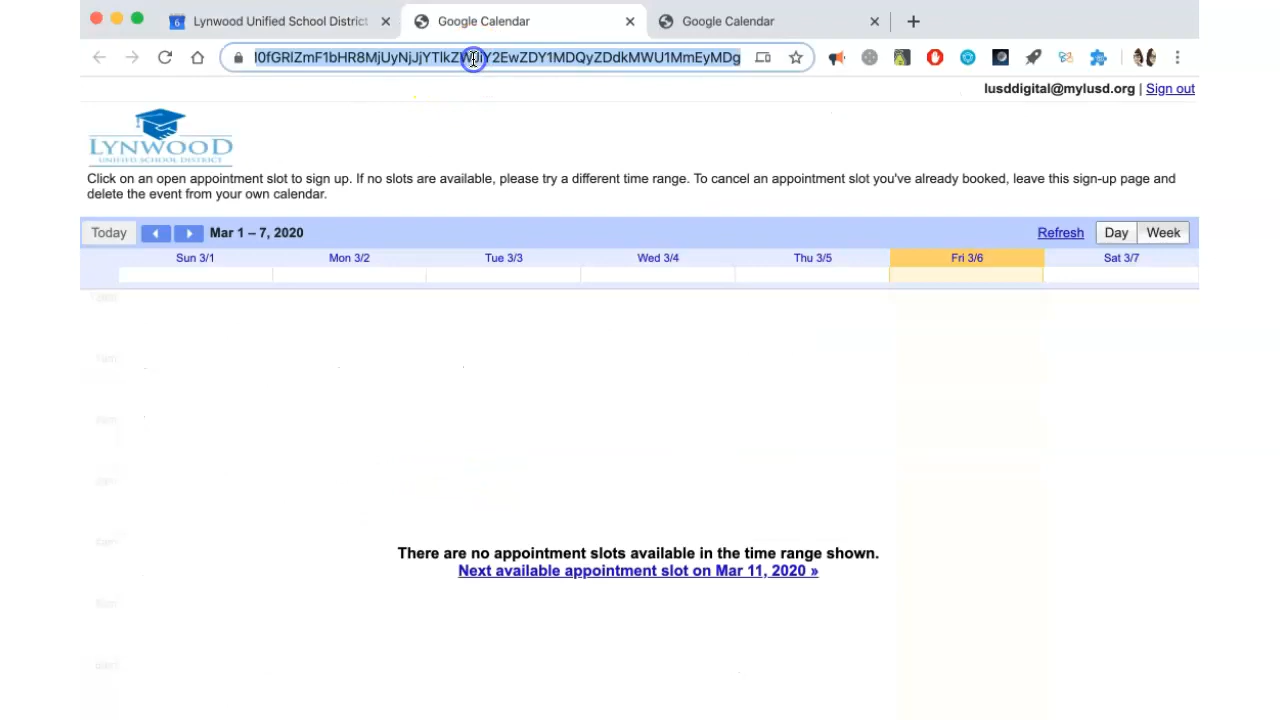 Lynwood Unified School District
Google Calendar
Google Calendar
lusddigital@mylusd.org | Sign out
LYNWOOD
UNIFIED SCHOOL DISTRICT
Click on an open appointment slot to sign up. If no slots are available, please try a different time range. To cancel an appointment slot you've already booked, leave this sign-up page and
delete the event from your own calendar.
Today
Mar 1 – 7, 2020
Refresh
Day
Week
Sun 3/1
Mon 3/2
Tue 3/3
Wed 3/4
Thu 3/5
Fri 3/6
Sat 3/7
There are no appointment slots available in the time range shown.
Next available appointment slot on Mar 11, 2020 »